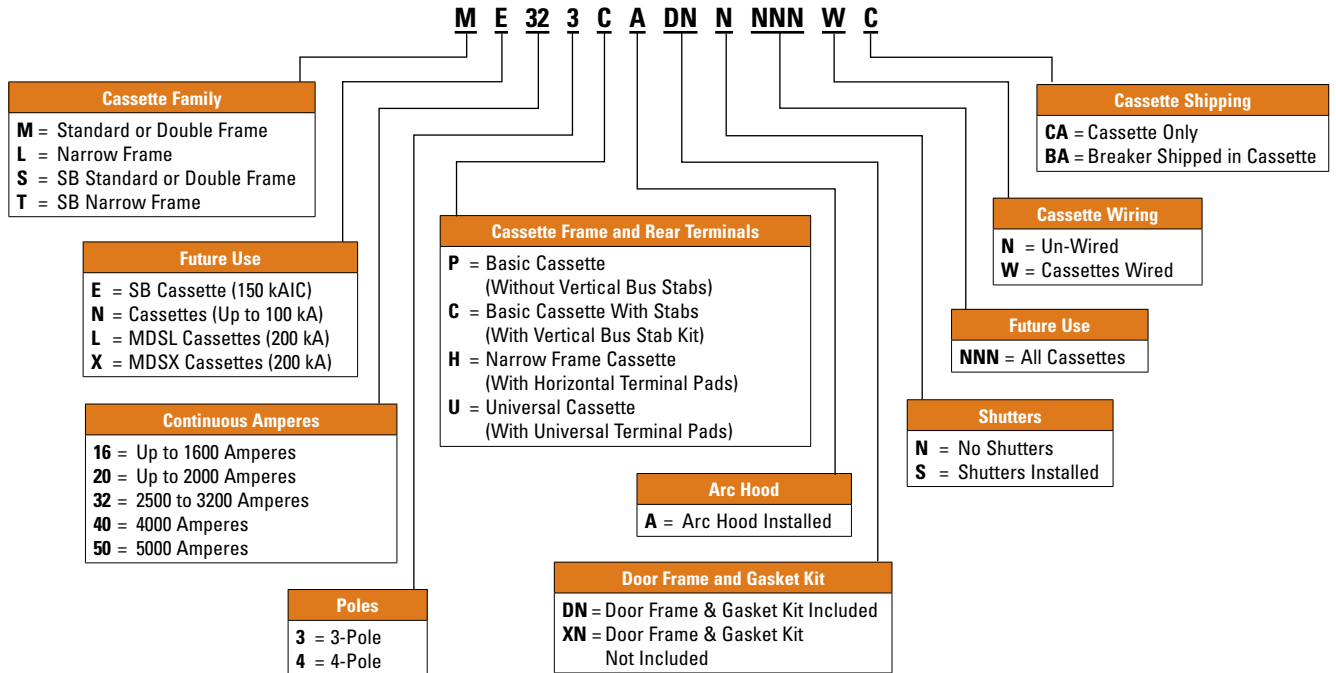 M E 32 3 C A DN N NNN W C
Cassette Family
M = Standard or Double Frame
L = Narrow Frame
S = SB Standard or Double Frame
T = SB Narrow Frame
Future Use
E = SB Cassette (150 kAIC)
N = Cassettes (Up to 100 kA)
L = MDSL Cassettes (200 kA)
X = MDSX Cassettes (200 kA)
Continuous Amperes
16 = Up to 1600 Amperes
20 = Up to 2000 Amperes
32 = 2500 to 3200 Amperes
40 = 4000 Amperes
50 = 5000 Amperes
Poles
3 = 3-Pole
4 = 4-Pole
Cassette Frame and Rear Terminals
P = Basic Cassette
(Without Vertical Bus Stabs)
C = Basic Cassette With Stabs
(With Vertical Bus Stab Kit)
H = Narrow Frame Cassette
(With Horizontal Terminal Pads)
U = Universal Cassette
(With Universal Terminal Pads)
Arc Hood
A = Arc Hood Installed
Door Frame and Gasket Kit
DN = Door Frame & Gasket Kit Included
XN = Door Frame & Gasket Kit
Not Included
Shutters
N = No Shutters
S = Shutters Installed
Future Use
NNN = All Cassettes
Cassette Wiring
N = Un-Wired
W = Cassettes Wired
Cassette Shipping
CA = Cassette Only
BA = Breaker Shipped in Cassette